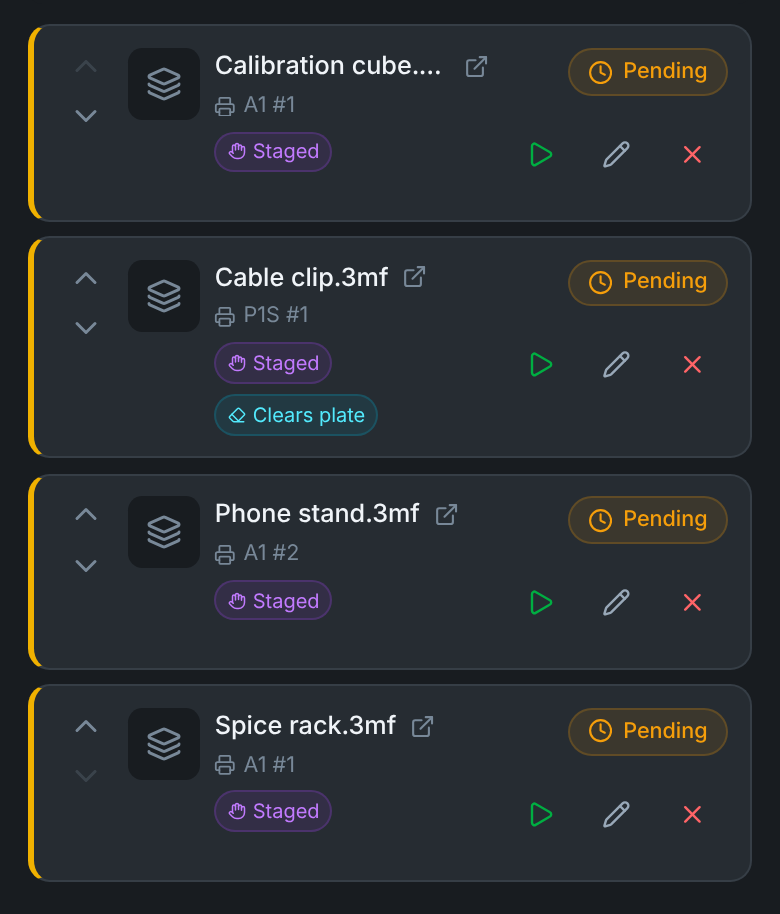 Calibration cube....
Pending
A1 #1
Staged
Cable clip.3mf
Pending
P1S #1
Staged
Clears plate
Phone stand.3mf
Pending
A1 #2
Staged
Spice rack.3mf
Pending
A1 #1
Staged